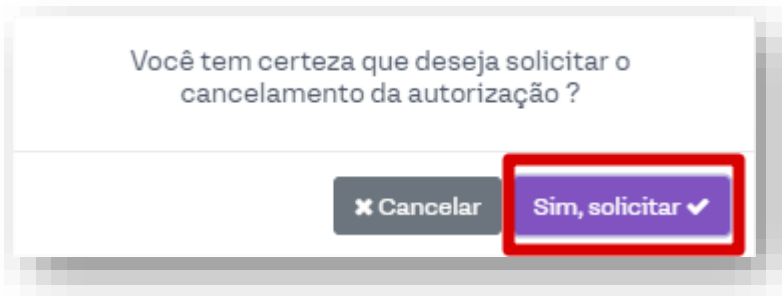 Você tem certeza que deseja solicitar o
cancelamento da autorização ?
✖ Cancelar
Sim, solicitar ✔